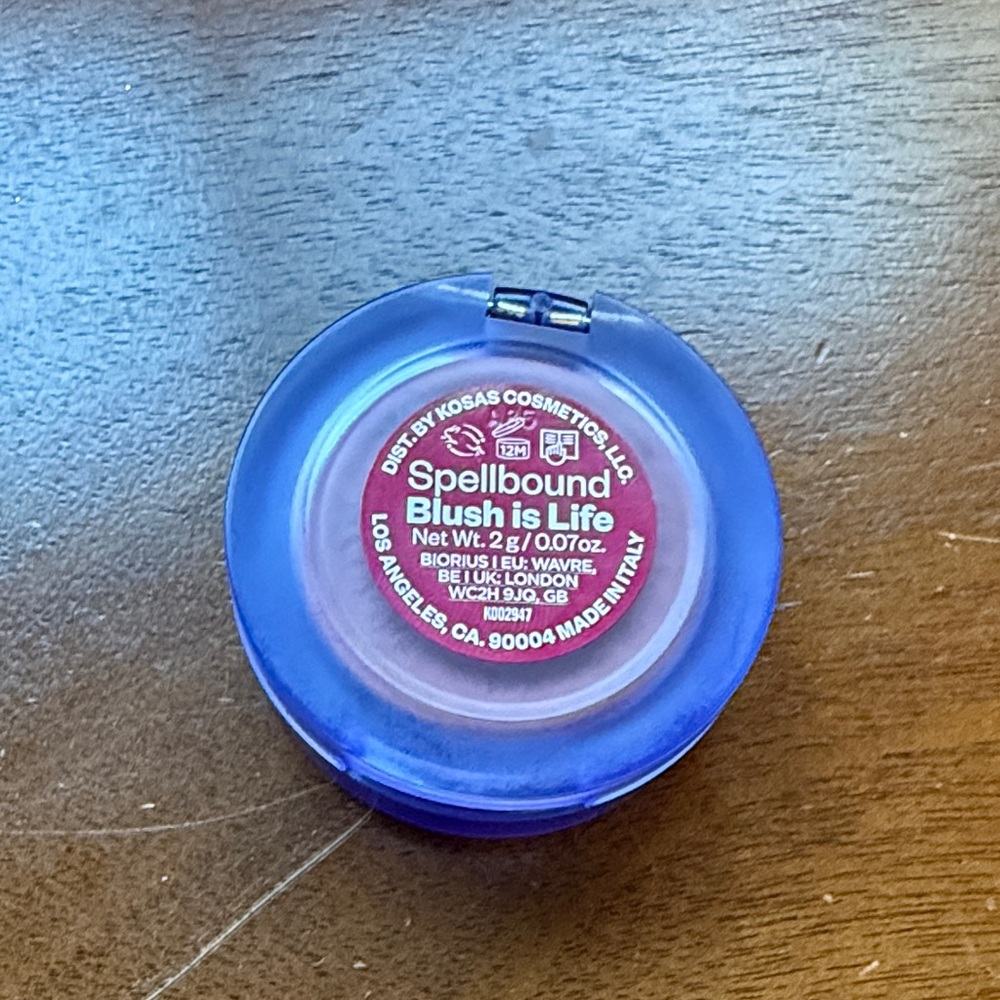 DIST. BY KOSAS COSMETICS, LLC.
12M
Spellbound
Blush is Life
Net Wt. 2 g / 0.07oz.
BIORIUS | EU: WAVRE,
BE | UK: LONDON
WC2H 9JQ, GB
K002947
LOS ANGELES, CA. 90004 MADE IN ITALY